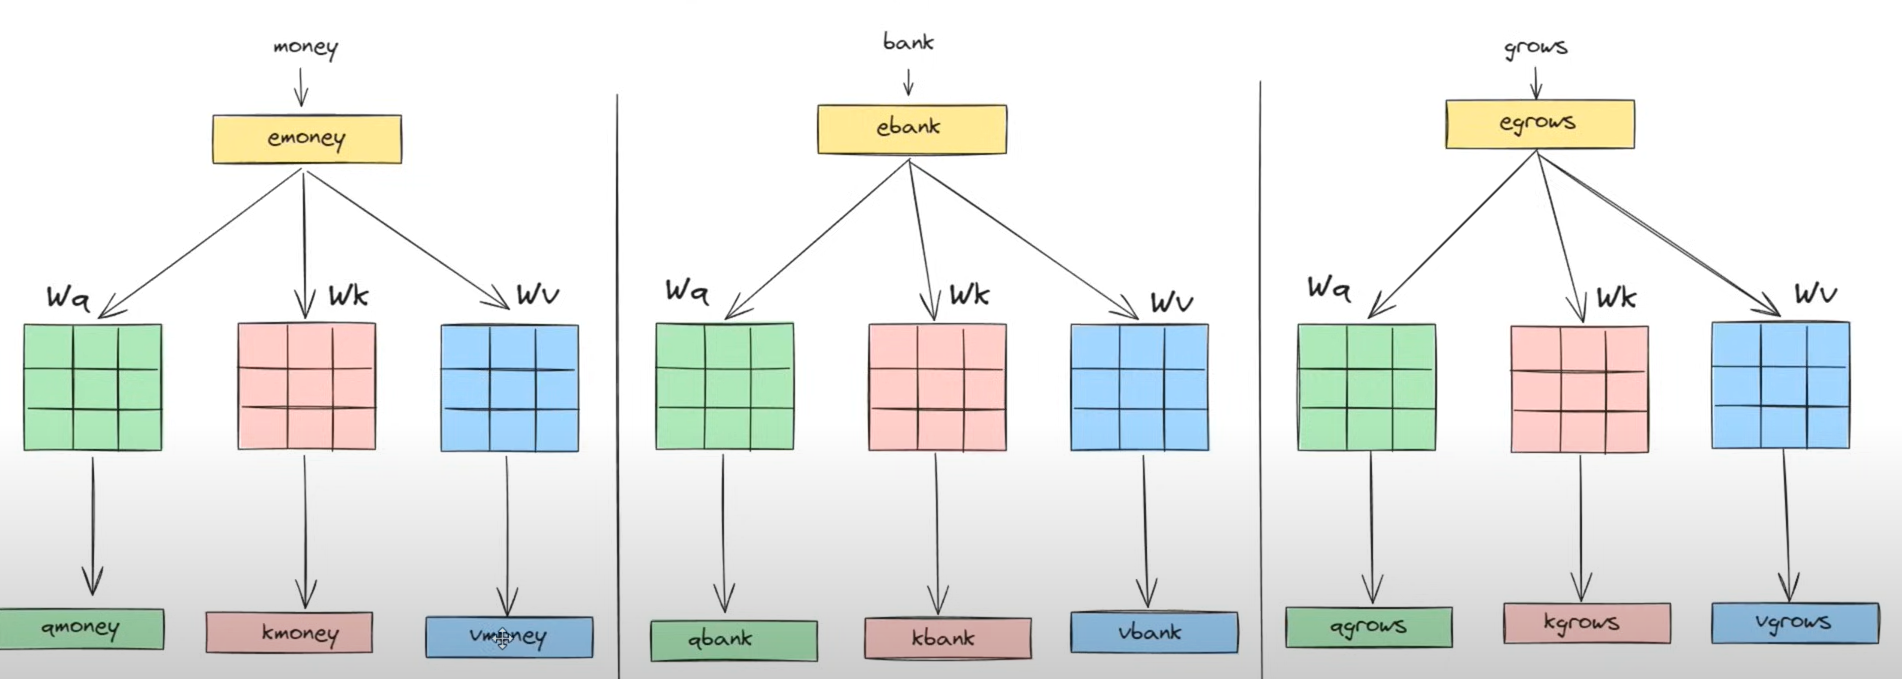 money
bank
grows
emoney
ebank
egrows
Wq
Wk
Wv
Wq
Wk
Wv
Wq
Wk
Wv
qmoney
kmoney
vmoney
qbank
kbank
vbank
qgrows
kgrows
vgrows